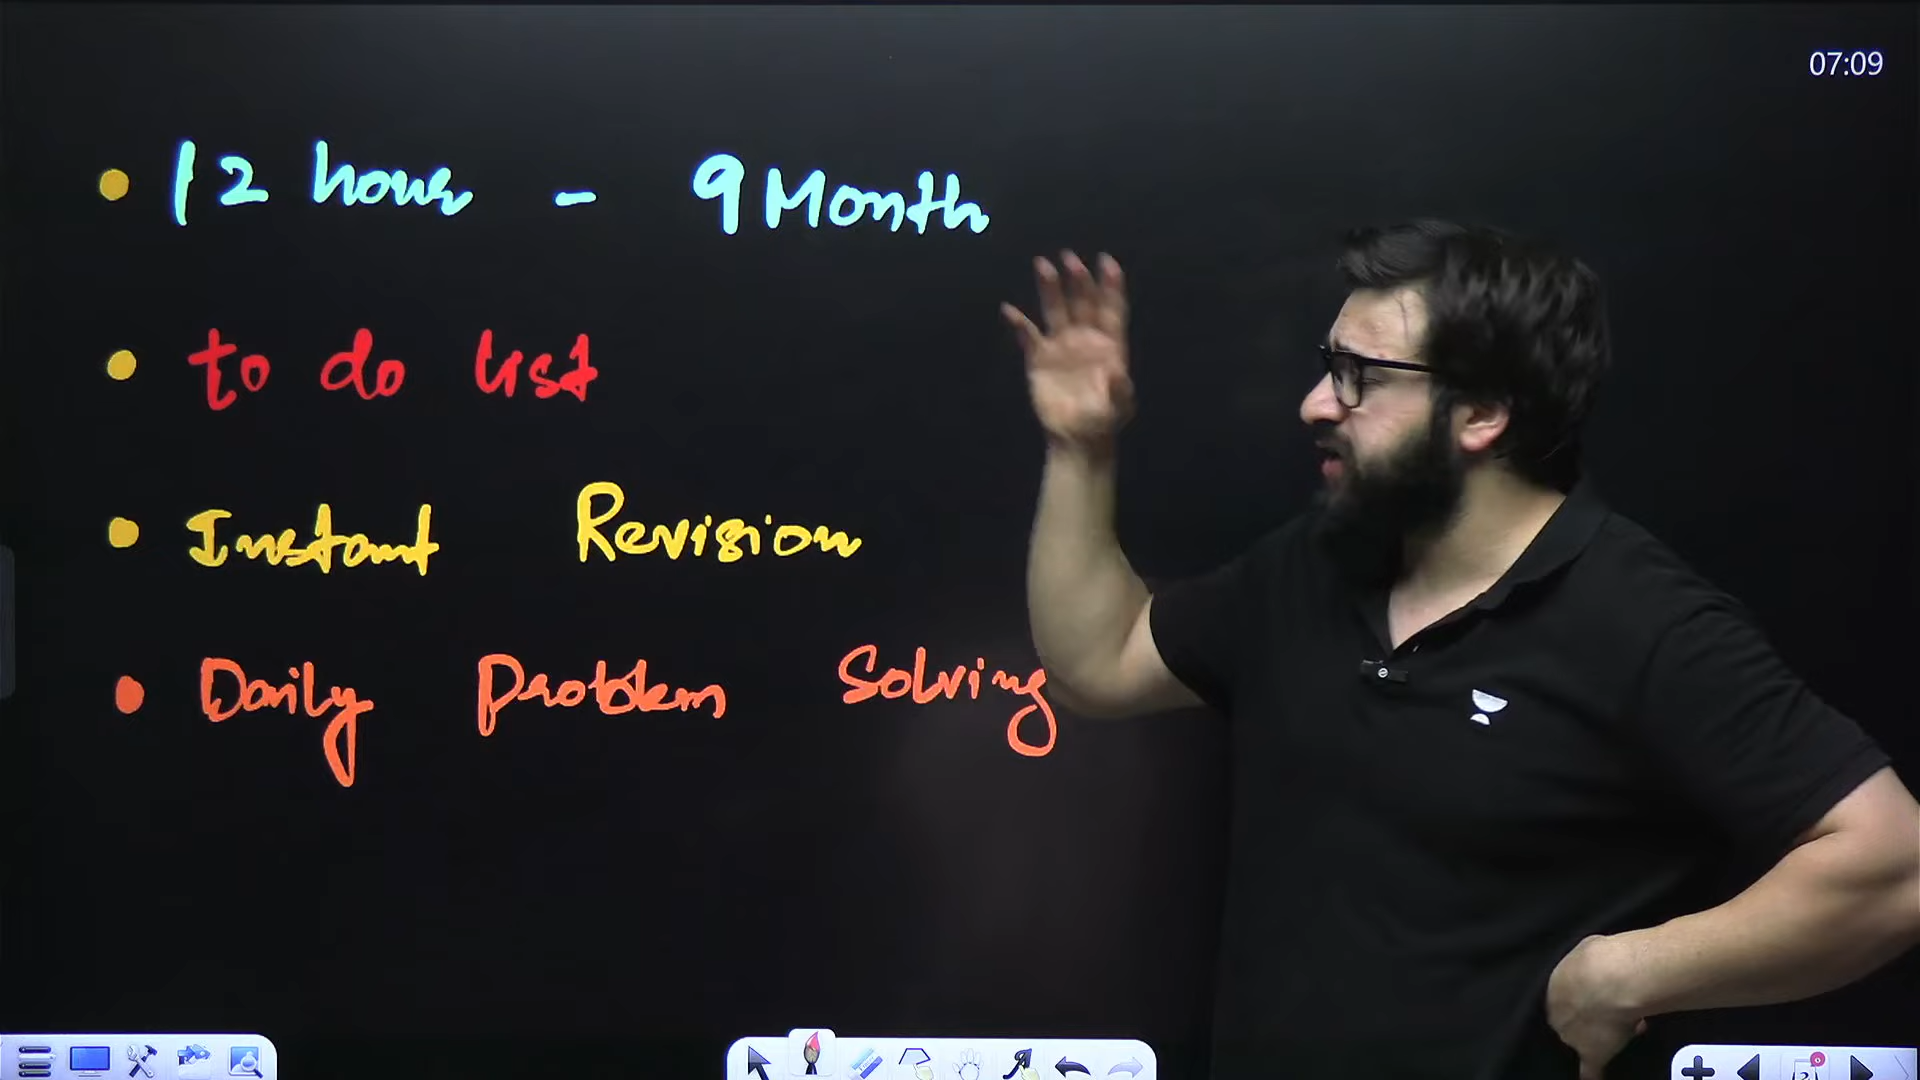 07:09
• 12 hour - 9 Month
• to do list
• Instant Revision
• Daily Problem Solving